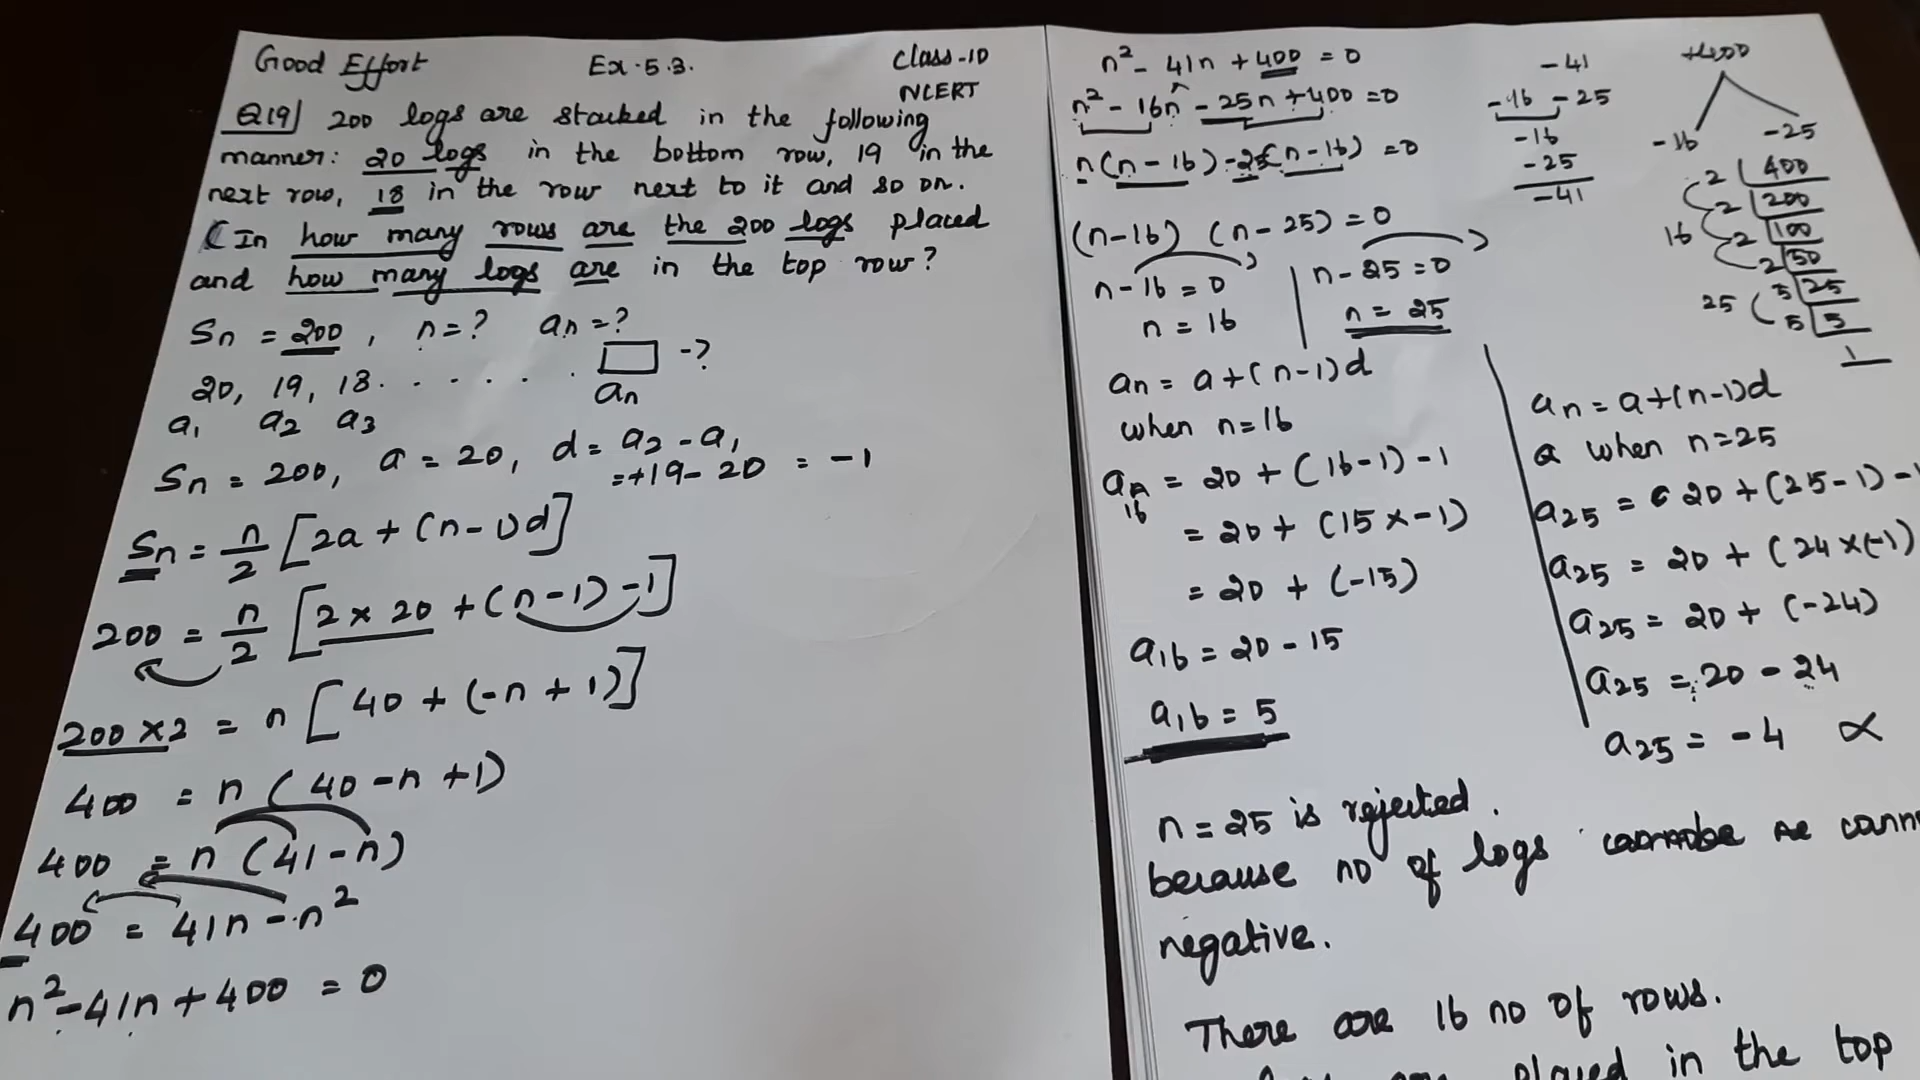 Good Effort Ex.5.3. Class-10
NCERT
Q19) 200 logs are stacked in the following
manner: 20 logs in the bottom row, 19 in the
next row, 18 in the row next to it and so on.
(In how many rows are the 200 logs placed
and how many logs are in the top row?
Sn = 200, n=? an=?
20, 19, 18. . . . . . . □ -?
a1 a2 a3 an
Sn = 200, a = 20, d = a2 - a1
=+19-20 = -1
Sn = n/2 [2a + (n-1)d]
200 = n/2 [2 × 20 + (n-1) -1]
200 ×2 = n [40 + (-n + 1)]
400 = n (40 -n +1)
400 = n (41-n)
400 = 41n - n²
n² - 41n + 400 = 0
n² - 41n + 400 = 0
n² - 16n - 25n + 400 =0
n(n-16) -25(n-16) =0
(n-16) (n-25) = 0
n-16 = 0
n = 16
n-25 =0
n = 25
-41
-16 -25
-16
-25
-41
+400
-16 -25
2 400
2 200
2 100
2 50
5 25
5 5
1
16
25
an = a+(n-1)d
when n=16
a16 = 20 + (16-1) -1
= 20 + (15 × -1)
= 20 + (-15)
a16 = 20 - 15
a16 = 5
an = a+(n-1)d
a when n=25
a25 = 20 + (25-1) -1
a25 = 20 + (24 ×(-1)
a25 = 20 + (-24)
a25 = 20 - 24
a25 = - 4
n = 25 is rejected.
because no of logs
negative.
There are 16 no of rows.
placed in the top